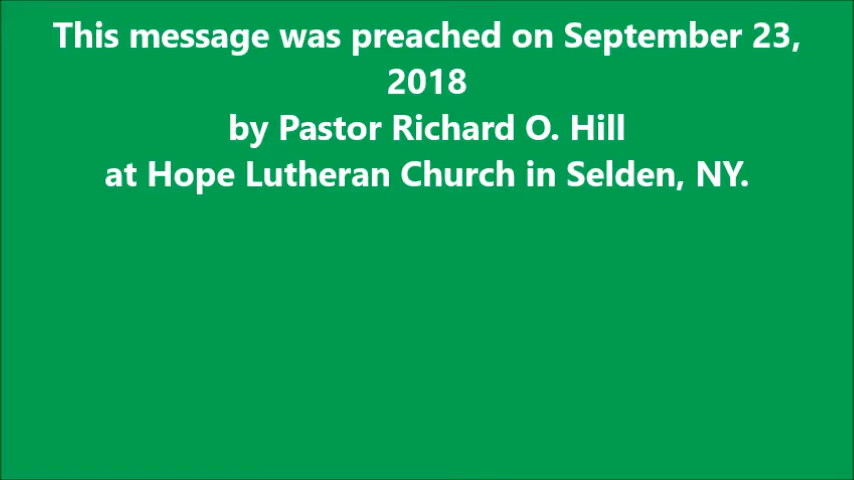 This message was preached on September 23,
2018
by Pastor Richard O. Hill
at Hope Lutheran Church in Selden, NY.